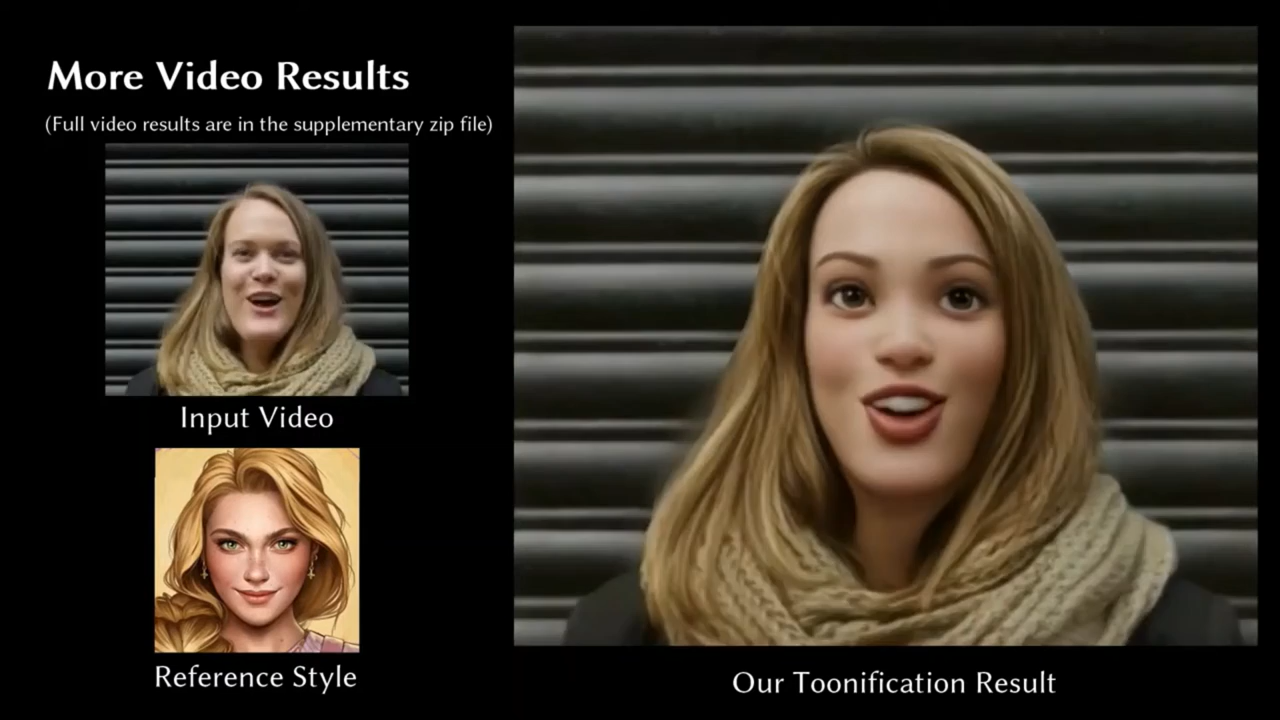 More Video Results
(Full video results are in the supplementary zip file)
Input Video
Reference Style
Our Toonification Result